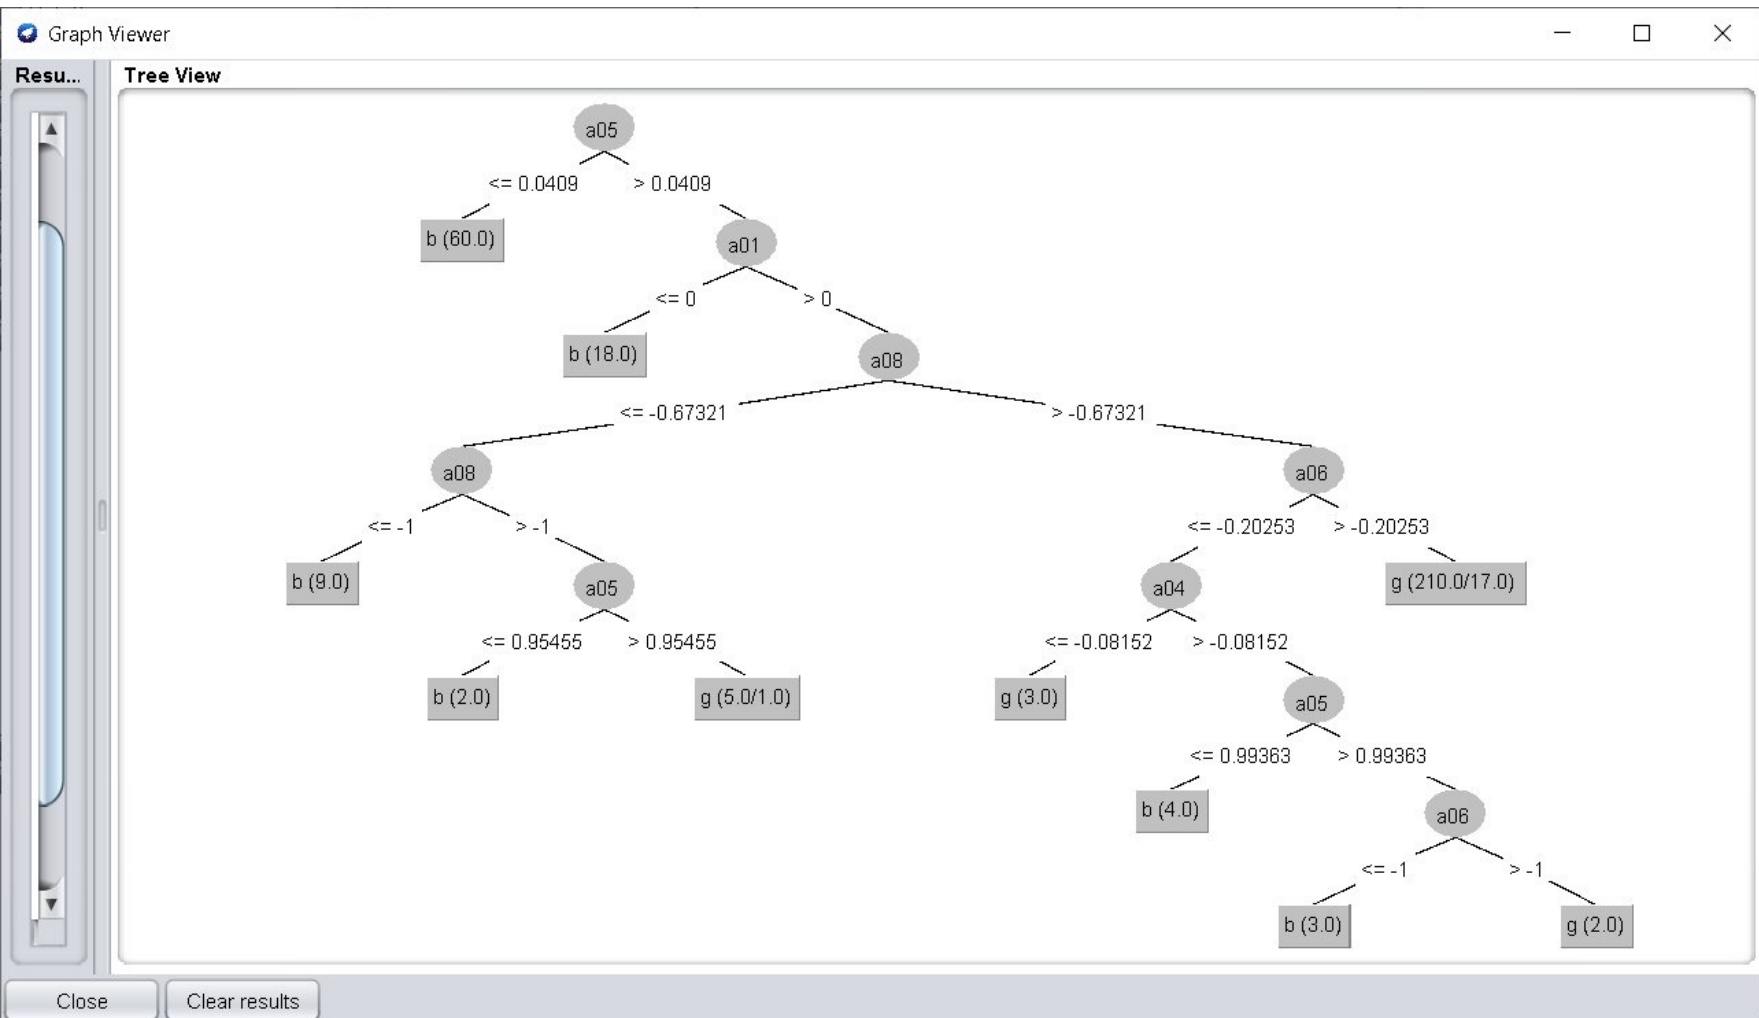 Graph Viewer
Resu... Tree View
a05
<= 0.0409 > 0.0409
b (60.0) a01
<= 0 > 0
b (18.0) a08
<= -0.67321 > -0.67321
a08 a06
<= -1 > -1 <= -0.20253 > -0.20253
b (9.0) a05 a04 g (210.0/17.0)
<= 0.95455 > 0.95455 <= -0.08152 > -0.08152
b (2.0) g (5.0/1.0) g (3.0) a05
<= 0.99363 > 0.99363
b (4.0) a06
<= -1 > -1
b (3.0) g (2.0)
Close Clear results